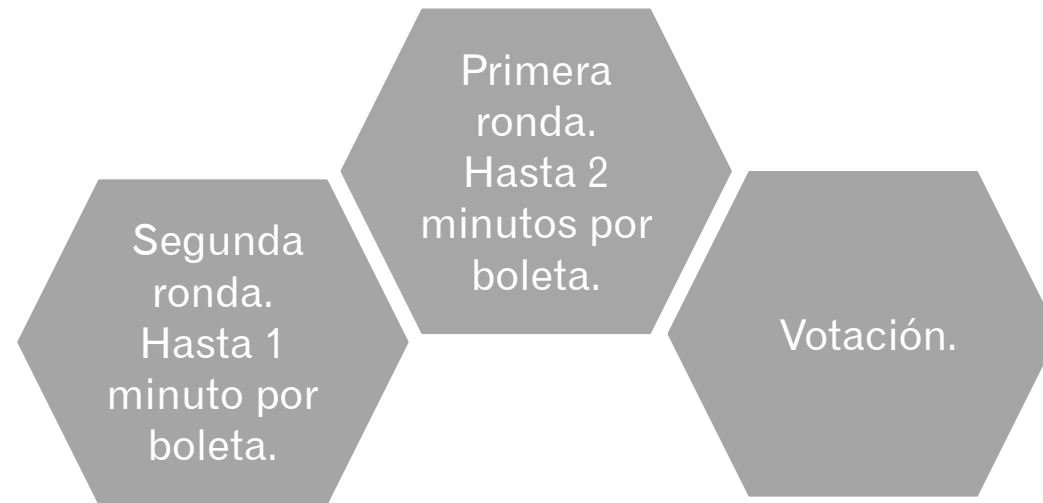 Primera
ronda.
Hasta 2
minutos por
boleta.
Segunda
ronda.
Hasta 1
minuto por
boleta.
Votación.